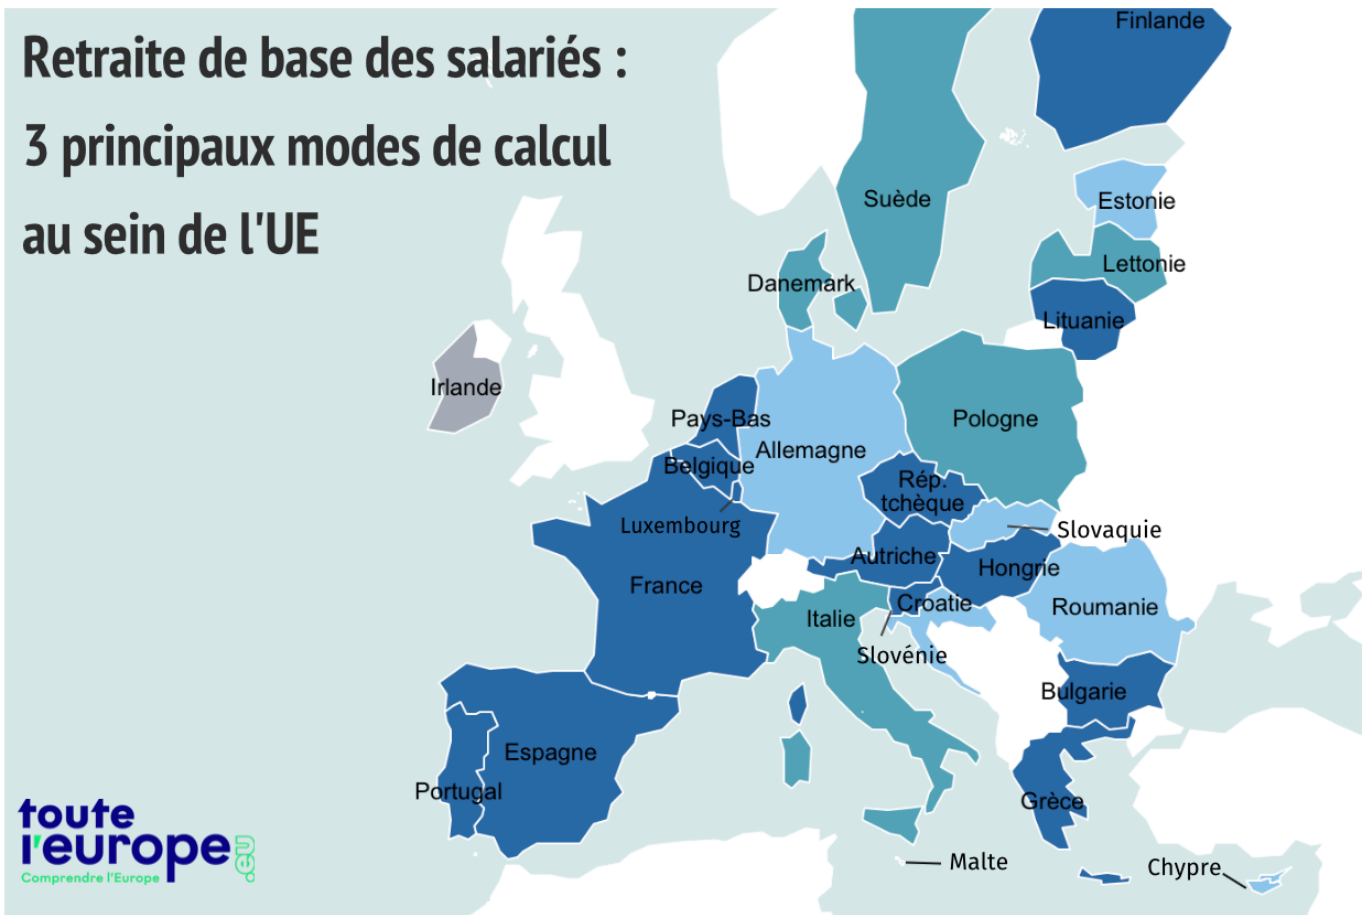 Retraite de base des salariés :
3 principaux modes de calcul
au sein de l'UE
Finlande
Suède
Estonie
Lettonie
Danemark
Lituanie
Irlande
Pays-Bas
Pologne
Allemagne
Belgique
Rép.
tchèque
Luxembourg
Slovaquie
Autriche
Hongrie
France
Croatie
Roumanie
Italie
Slovénie
Bulgarie
Espagne
Portugal
Grèce
Malte
Chypre
toute
l'europe
.eu
Comprendre l'Europe